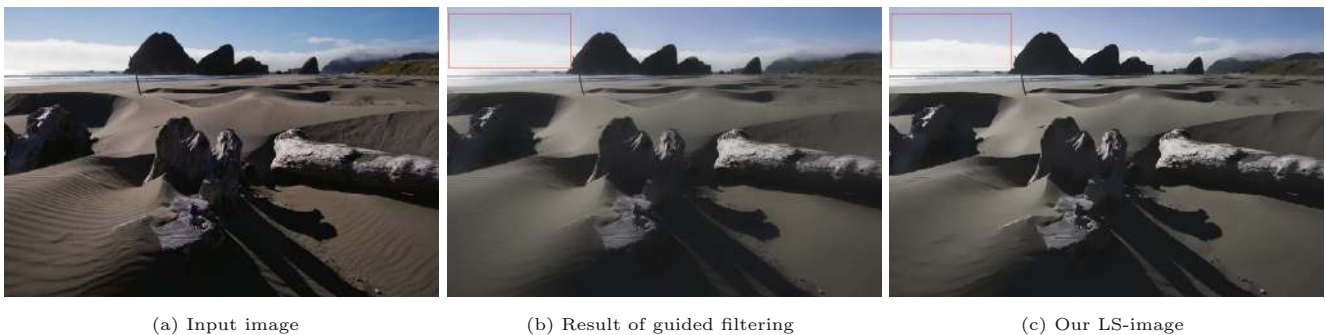 (a) Input image
(b) Result of guided filtering
(c) Our LS-image